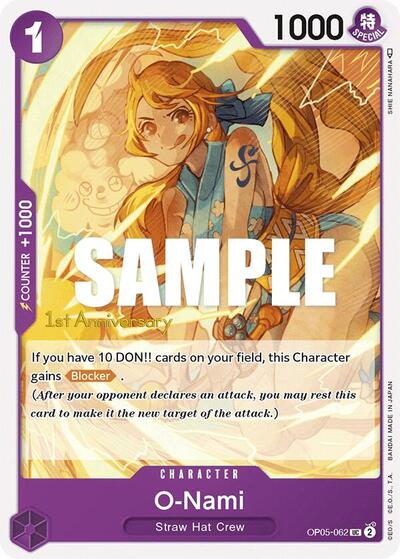 1
1000
特
SPECIAL
SHIE NANAHARA
COUNTER +1000
SAMPLE
1st Anniversary
If you have 10 DON!! cards on your field, this Character
gains Blocker .
(After your opponent declares an attack, you may rest this
card to make it the new target of the attack.)
CHARACTER
O-Nami
Straw Hat Crew
OP05-062 UC 2
©E.O./S., T.A. BANDAI MADE IN JAPAN